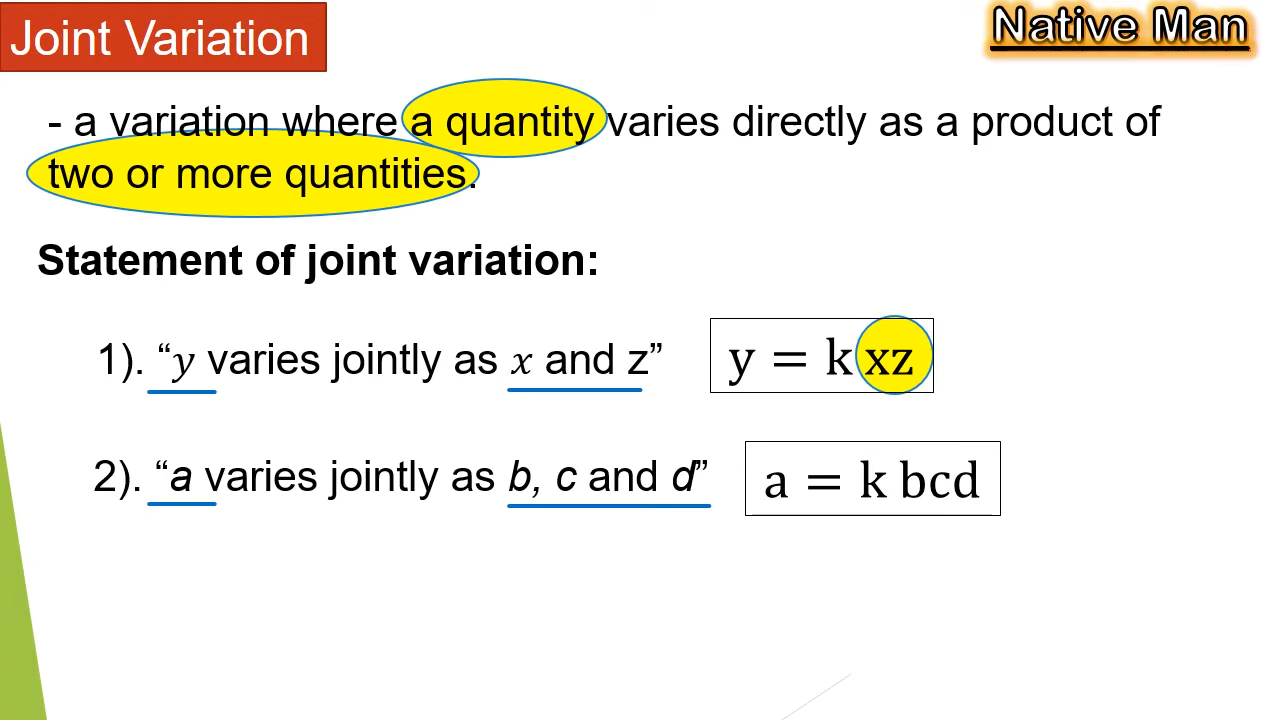 Joint Variation
Native Man
- a variation where a quantity varies directly as a product of
two or more quantities.
Statement of joint variation:
1). “𝑦 varies jointly as 𝑥 and z” y = k xz
2). “a varies jointly as b, c and d” a = k bcd